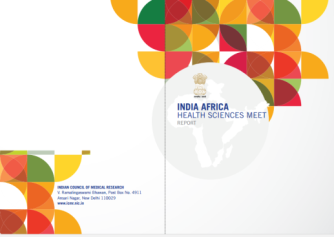 INDIA AFRICA
HEALTH SCIENCES MEET
REPORT
INDIAN COUNCIL OF MEDICAL RESEARCH
V. Ramalingaswami Bhawan, Post Box No. 4911
Ansari Nagar, New Delhi 110029
www.icmr.nic.in